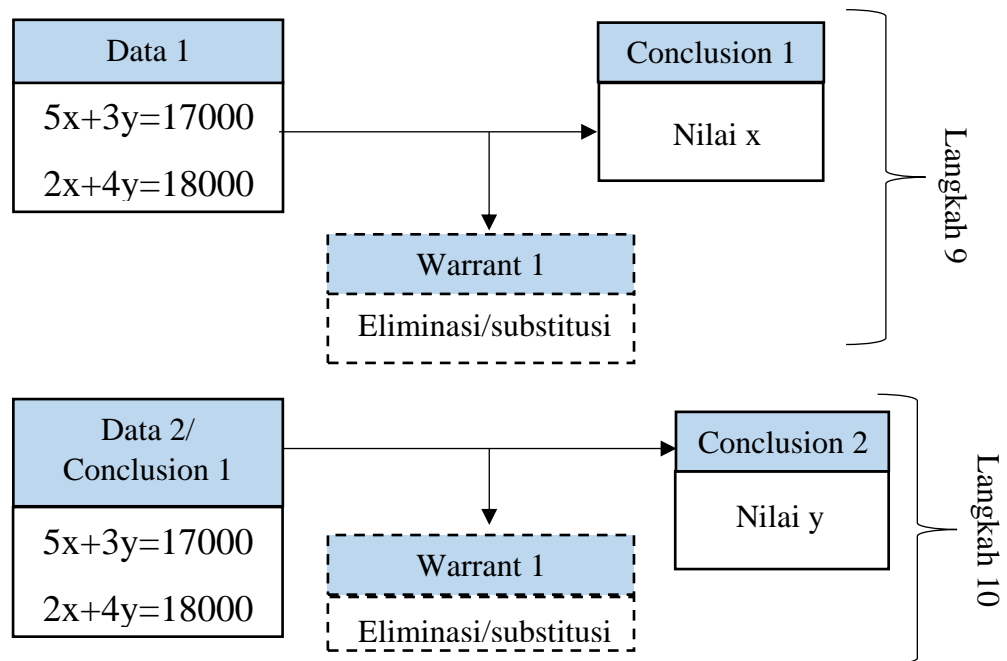 Data 1
5x+3y=17000
2x+4y=18000
Conclusion 1
Nilai x
Warrant 1
Eliminasi/substitusi
Langkah 9
Data 2/
Conclusion 1
5x+3y=17000
2x+4y=18000
Conclusion 2
Nilai y
Warrant 1
Eliminasi/substitusi
Langkah 10